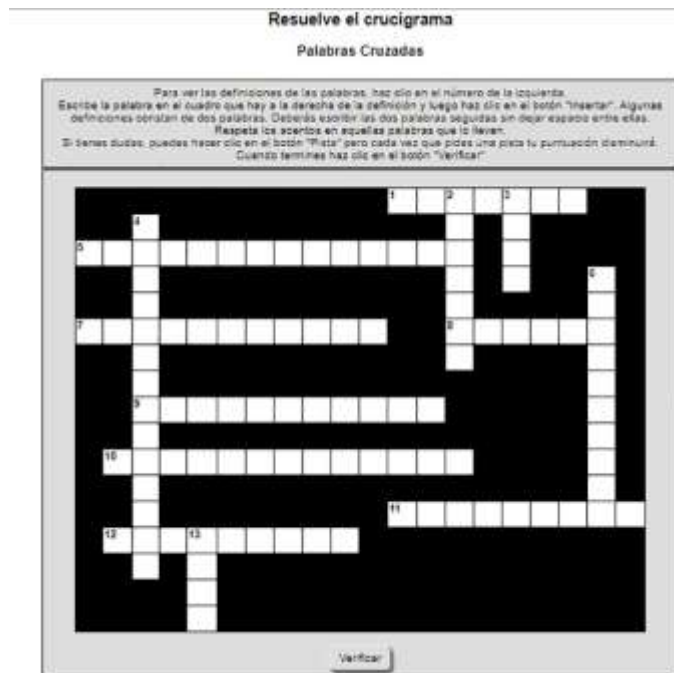 Resuelve el crucigrama
Palabras Cruzadas
Para ver las definiciones de las palabras, haz clic en el número de la izquierda.
Escribe la palabra en el cuadro que hay a la derecha de la definición y luego haz clic en el botón "Insertar". Algunas
definiciones constan de dos palabras. Deberás escribir las dos palabras seguidas sin dejar espacio entre ellas.
Respeta los acentos en aquellas palabras que lo lleven.
Si tienes dudas, puedes hacer clic en el botón "Pista" pero cada vez que pides una pista tu puntuación disminuirá.
Cuando termines haz clic en el botón "Verificar"
1 2 3
4
5
6
7 8
9
10
11
12 13
Verificar